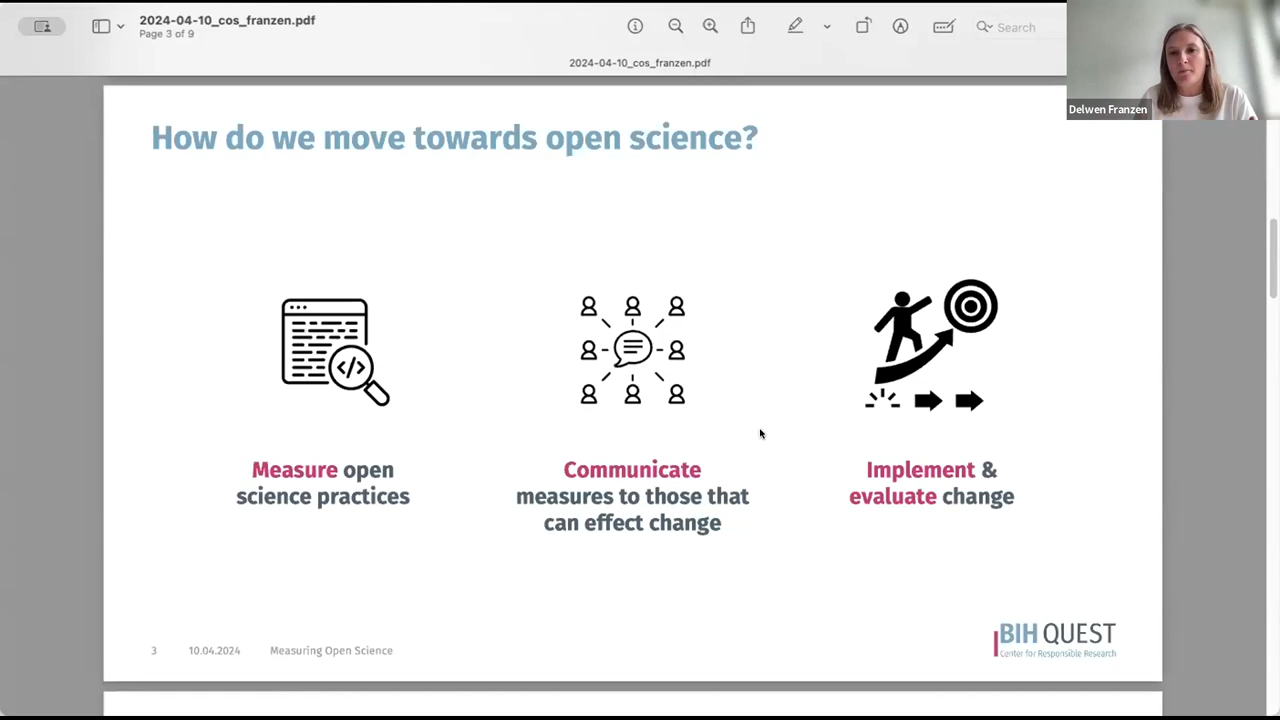 2024-04-10_cos_franzen.pdf
Page 3 of 9
Search
2024-04-10_cos_franzen.pdf
Delwen Franzen
How do we move towards open science?
</>
Measure open
science practices
Communicate
measures to those that
can effect change
Implement &
evaluate change
3 10.04.2024 Measuring Open Science
BIH QUEST
Center for Responsible Research